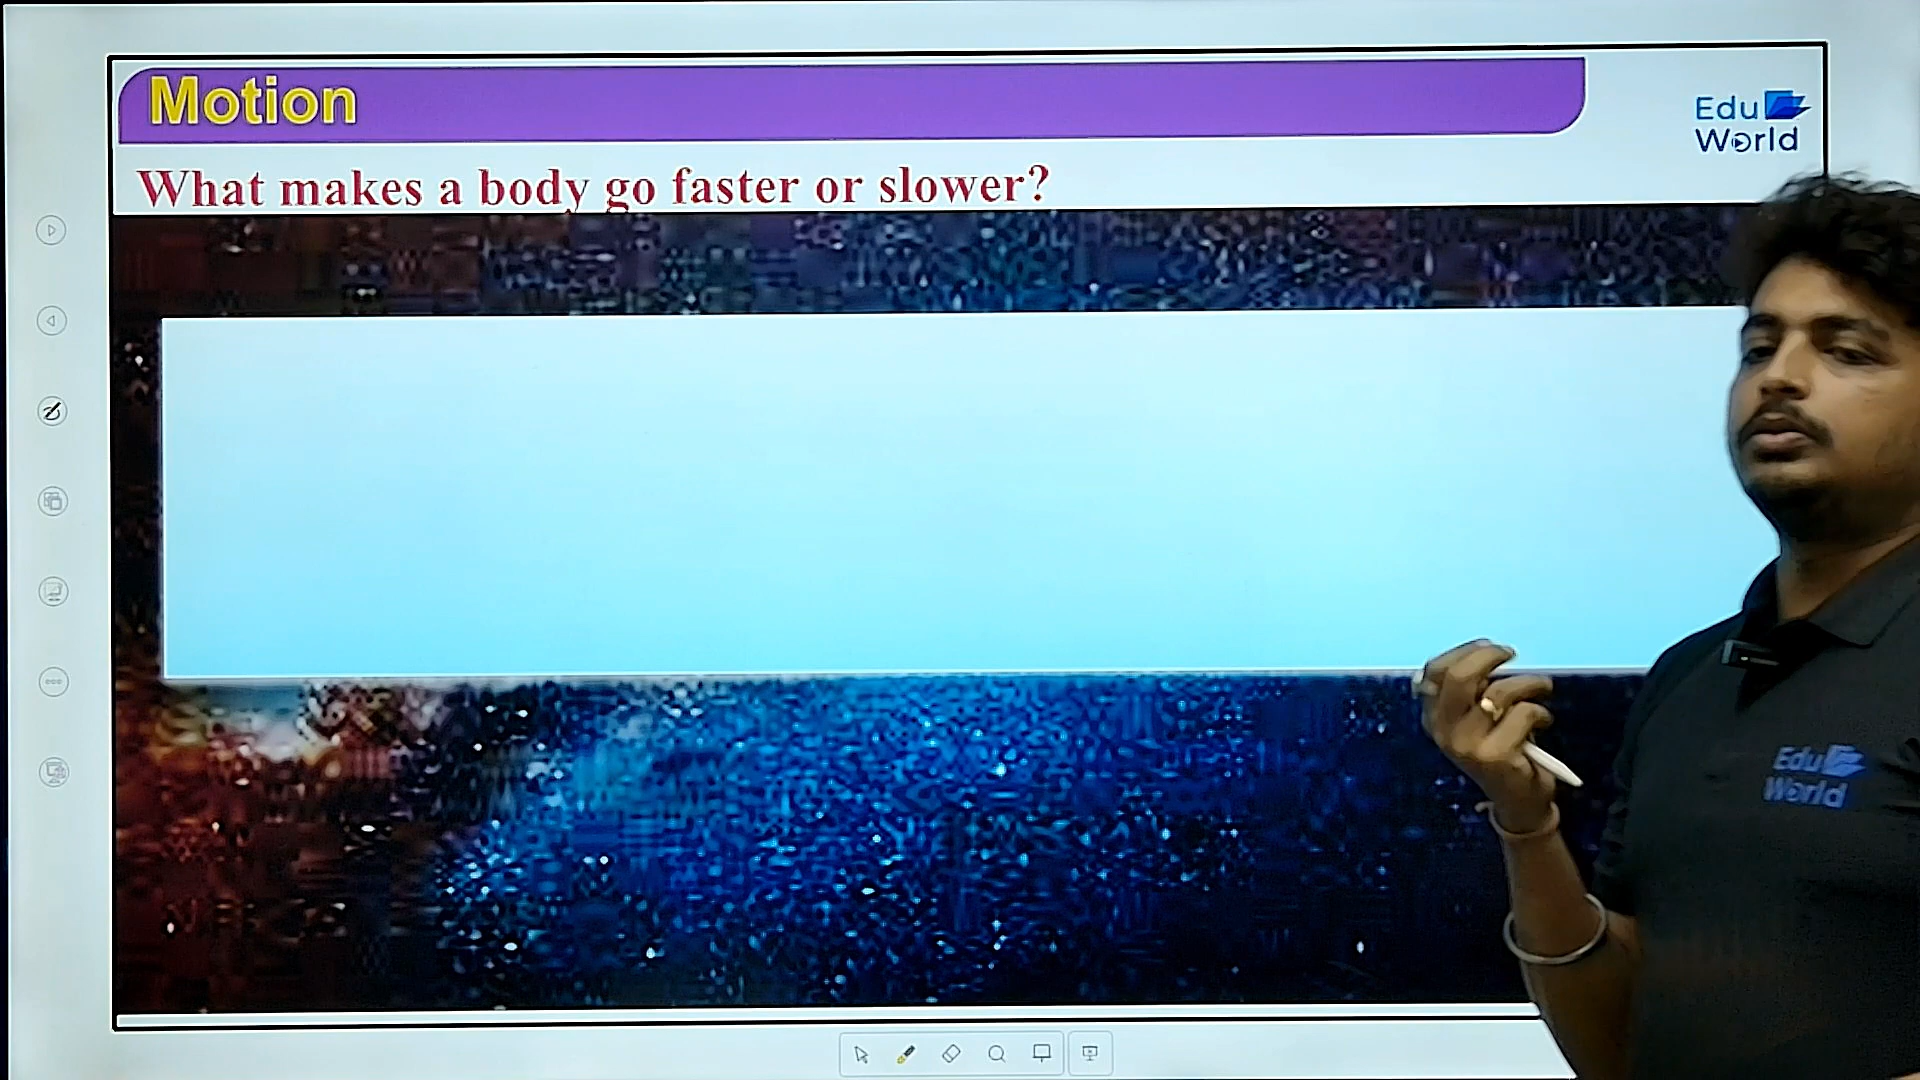 Motion
Edu
World
What makes a body go faster or slower?
Edu
World